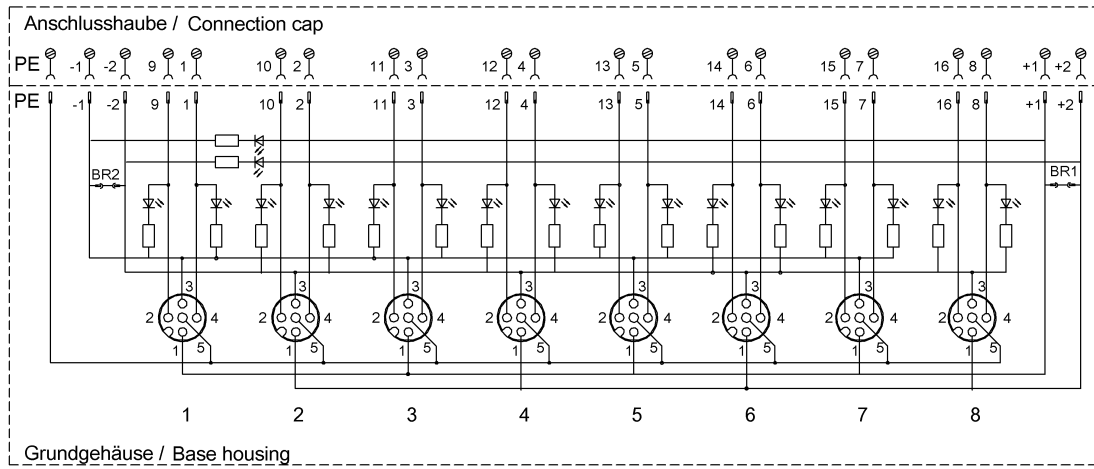 Anschlusshaube / Connection cap
PE -1 -2 9 1 10 2 11 3 12 4 13 5 14 6 15 7 16 8 +1 +2
PE -1 -2 9 1 10 2 11 3 12 4 13 5 14 6 15 7 16 8 +1 +2
BR2 BR1
3 3 3 3 3 3 3 3
2 4 2 4 2 4 2 4 2 4 2 4 2 4 2 4
1 5 1 5 1 5 1 5 1 5 1 5 1 5 1 5
1 2 3 4 5 6 7 8
Grundgehäuse / Base housing